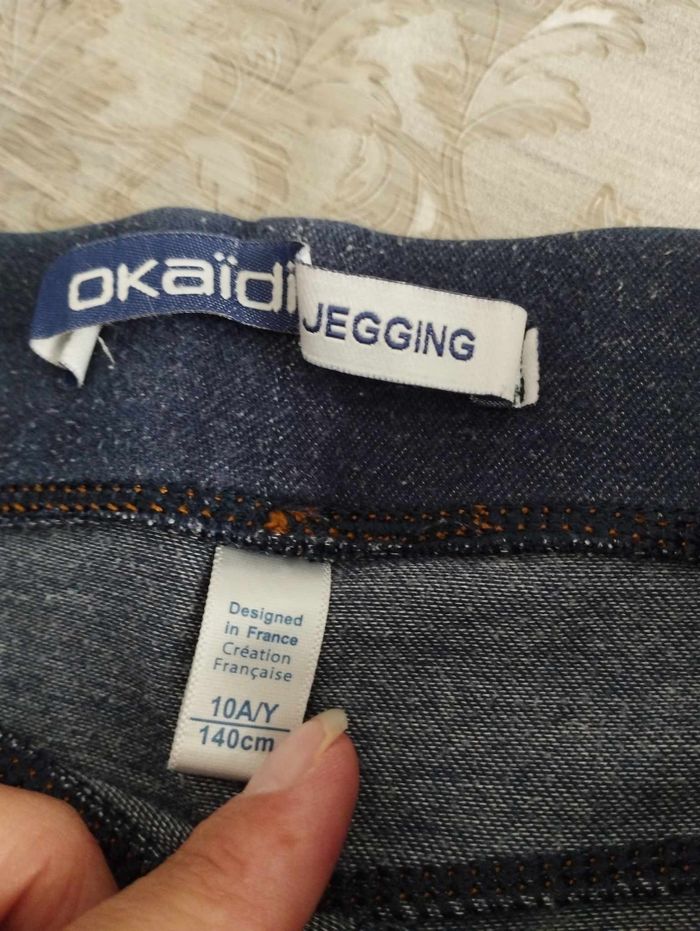 oKaïdi
JEGGING
Designed
in France
Création
Française
10A/Y
140cm